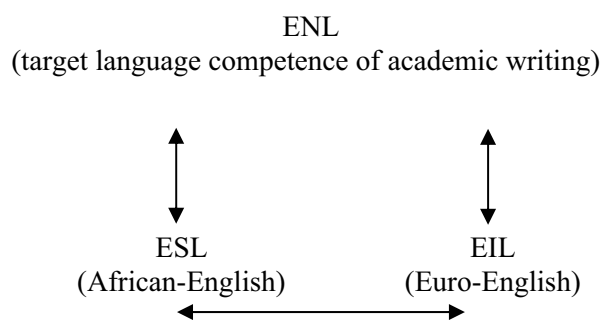 ENL
(target language competence of academic writing)
ESL EIL
(African-English) (Euro-English)